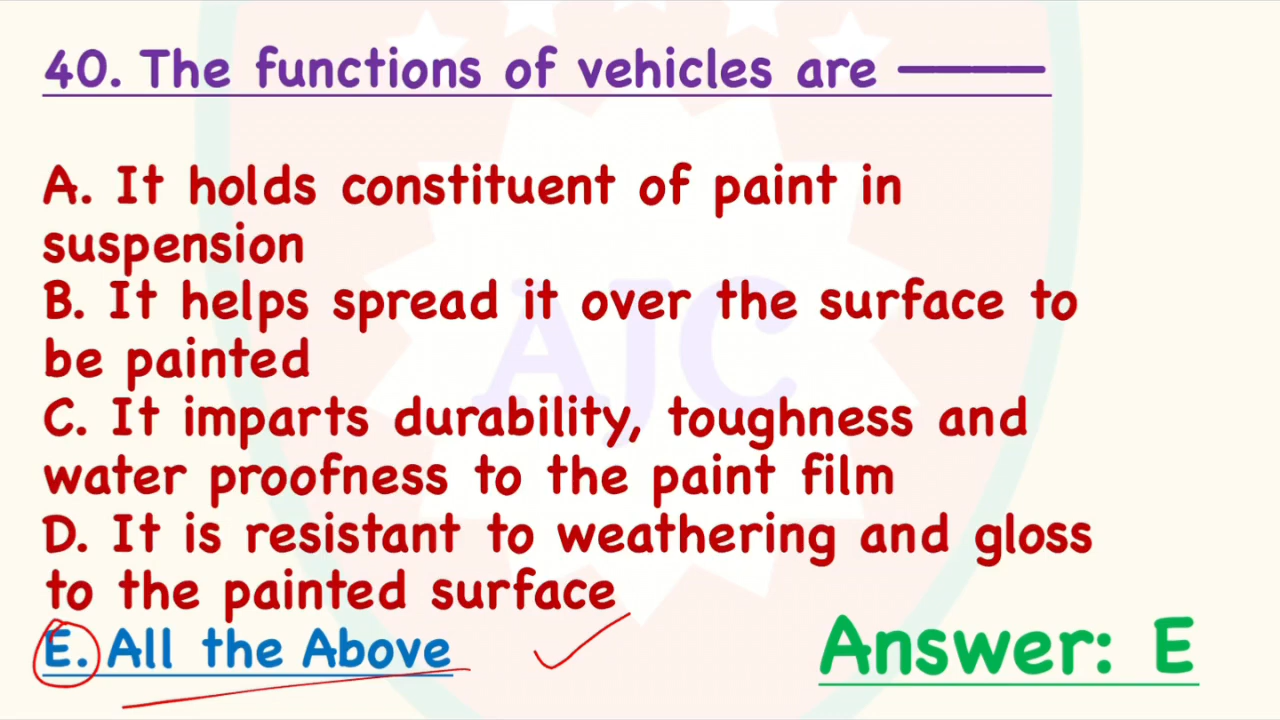 40. The functions of vehicles are ———
A. It holds constituent of paint in
suspension
B. It helps spread it over the surface to
be painted
C. It imparts durability, toughness and
water proofness to the paint film
D. It is resistant to weathering and gloss
to the painted surface
E. All the Above
Answer: E
AJC